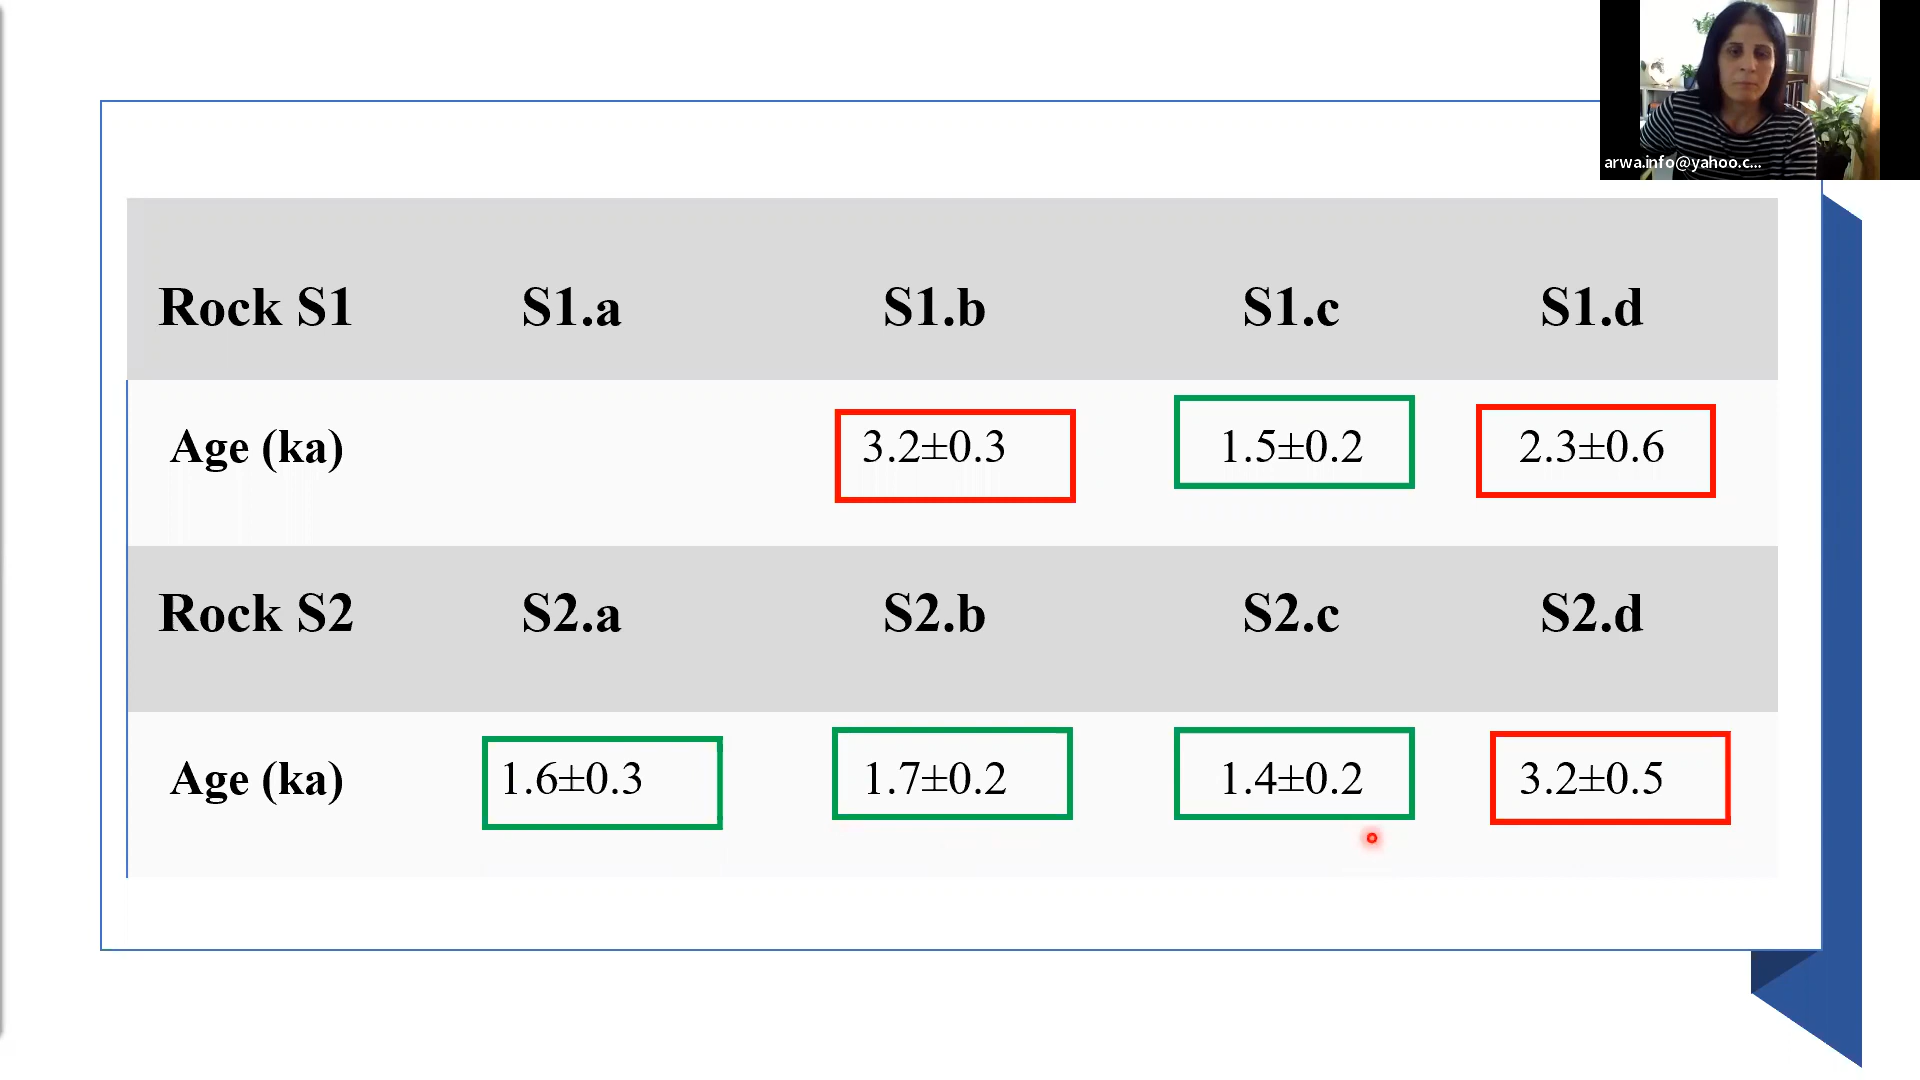 arwa.info@yahoo.c...
Rock S1 S1.a S1.b S1.c S1.d
Age (ka) 3.2±0.3 1.5±0.2 2.3±0.6
Rock S2 S2.a S2.b S2.c S2.d
Age (ka) 1.6±0.3 1.7±0.2 1.4±0.2 3.2±0.5